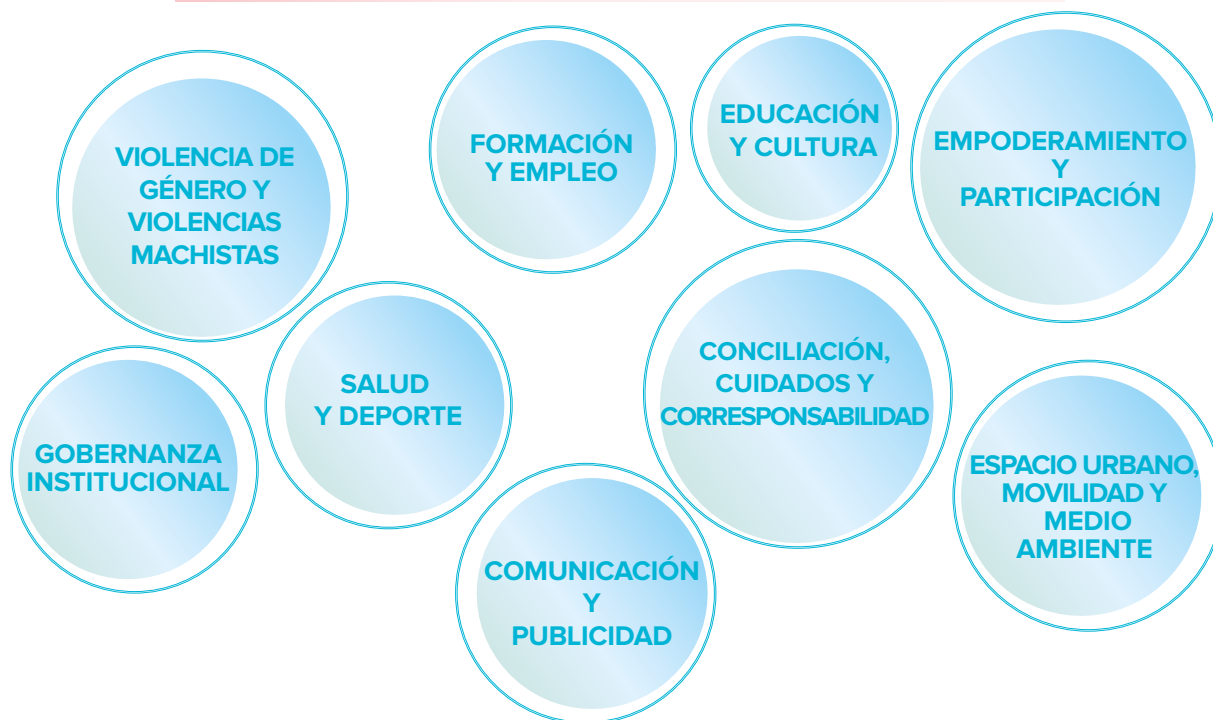 VIOLENCIA DE
GÉNERO Y
VIOLENCIAS
MACHISTAS
FORMACIÓN
Y EMPLEO
EDUCACIÓN
Y CULTURA
EMPODERAMIENTO
Y
PARTICIPACIÓN
GOBERNANZA
INSTITUCIONAL
SALUD
Y DEPORTE
CONCILIACIÓN,
CUIDADOS Y
CORRESPONSABILIDAD
ESPACIO URBANO,
MOVILIDAD Y
MEDIO
AMBIENTE
COMUNICACIÓN
Y
PUBLICIDAD